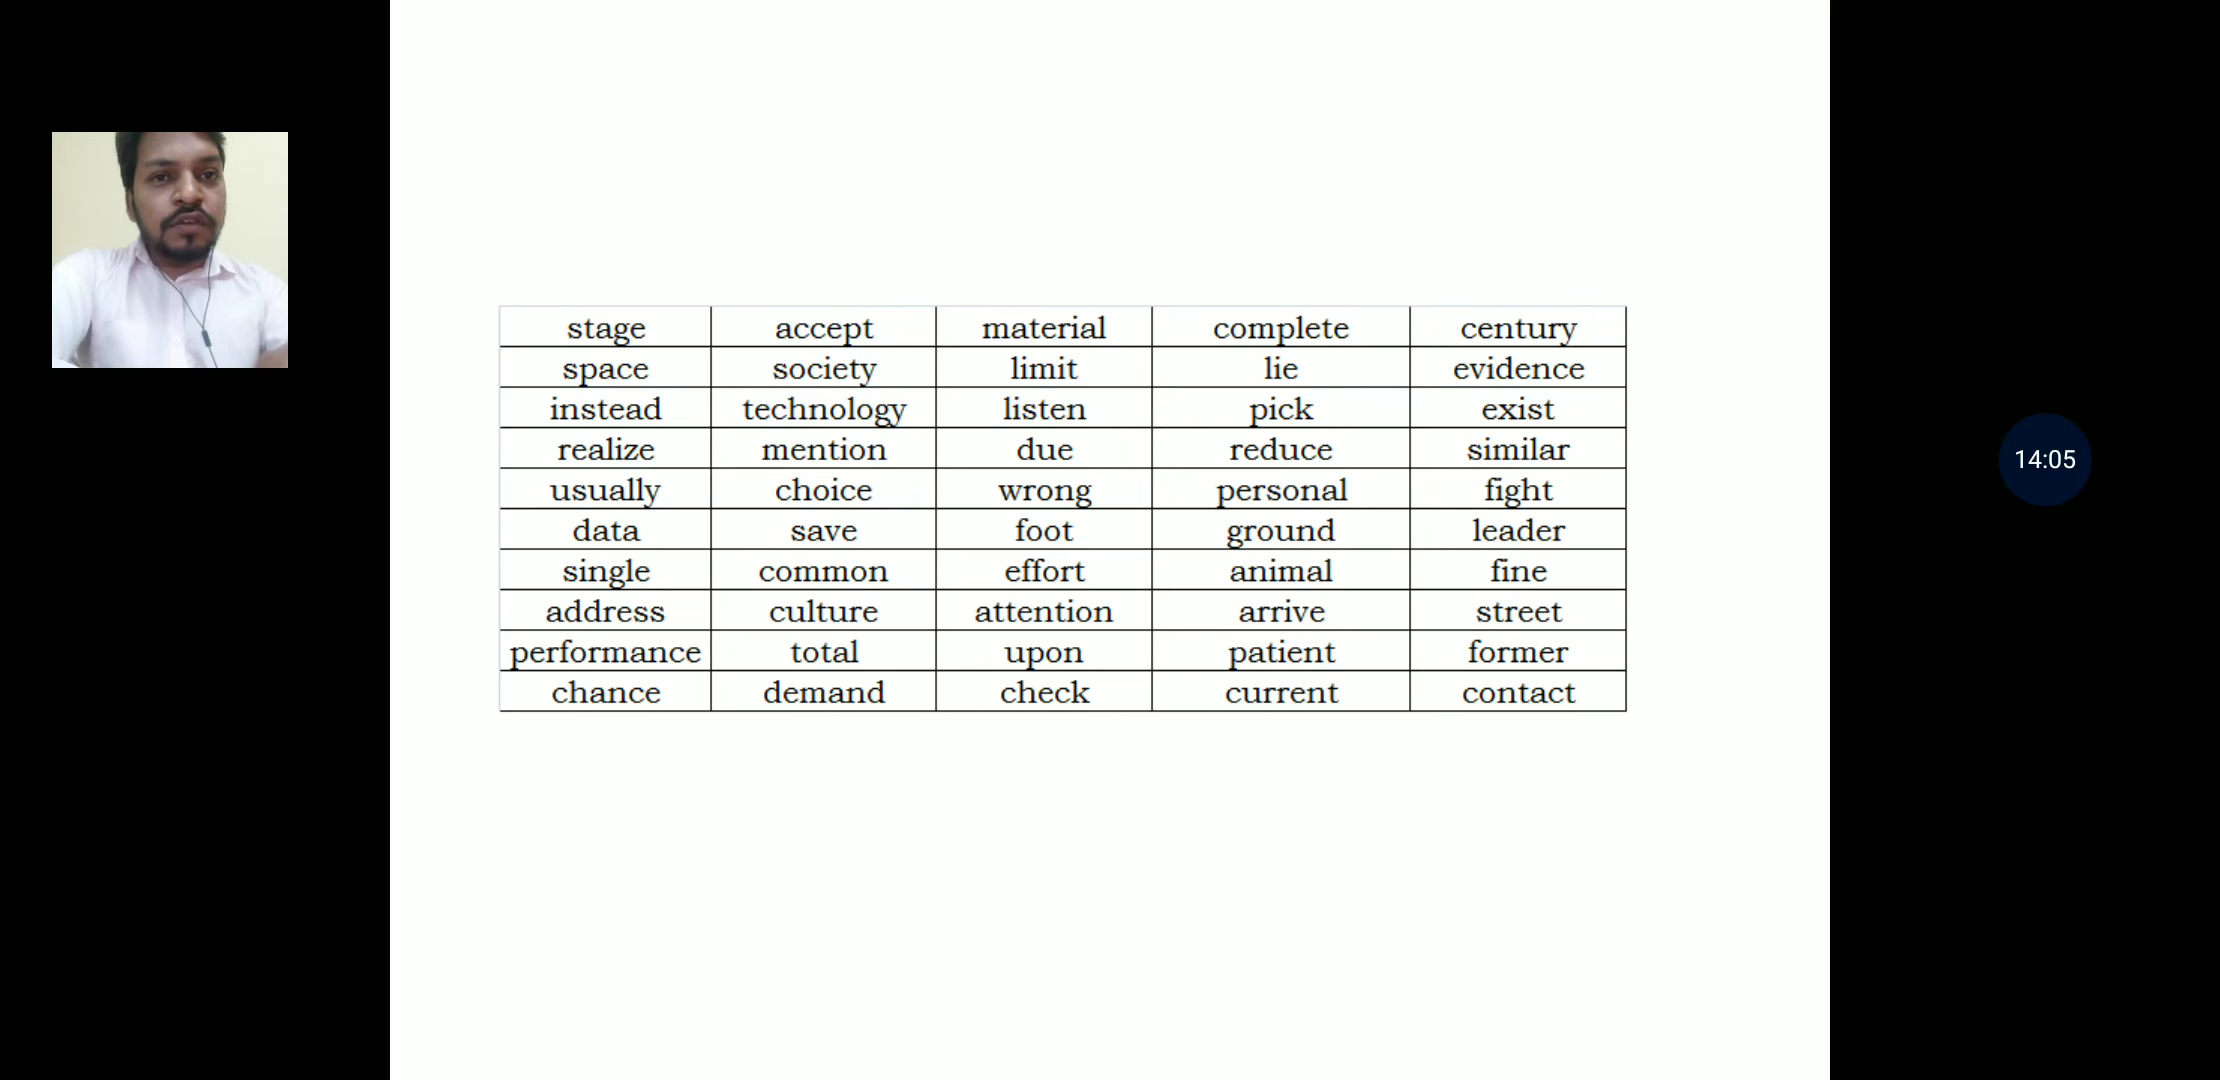 stage accept material complete century
space society limit lie evidence
instead technology listen pick exist
realize mention due reduce similar
usually choice wrong personal fight
data save foot ground leader
single common effort animal fine
address culture attention arrive street
performance total upon patient former
chance demand check current contact
14:05